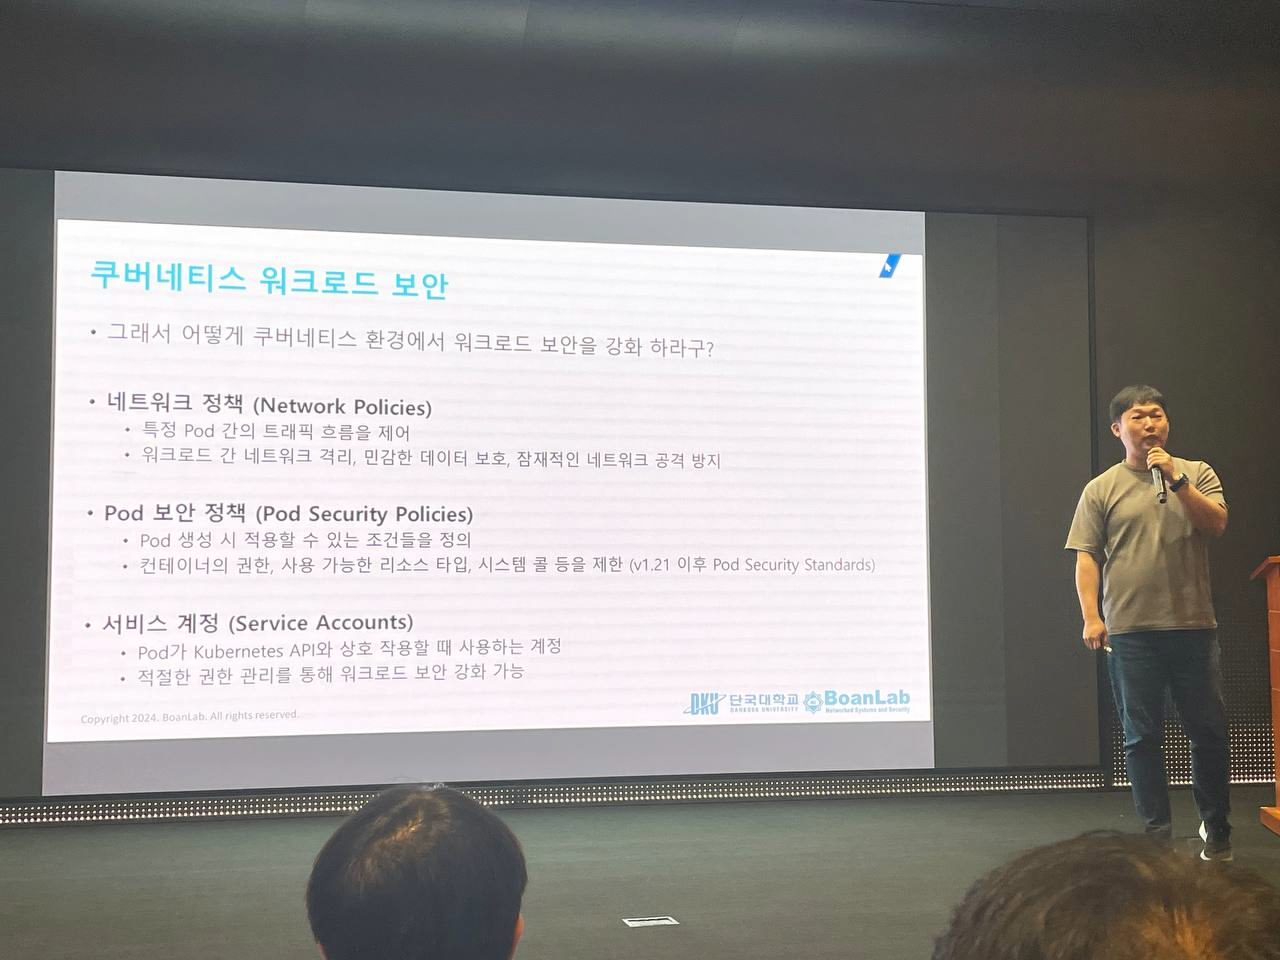 쿠버네티스 워크로드 보안
• 그래서 어떻게 쿠버네티스 환경에서 워크로드 보안을 강화 하라구?
• 네트워크 정책 (Network Policies)
• 특정 Pod 간의 트래픽 흐름을 제어
• 워크로드 간 네트워크 격리, 민감한 데이터 보호, 잠재적인 네트워크 공격 방지
• Pod 보안 정책 (Pod Security Policies)
• Pod 생성 시 적용할 수 있는 조건들을 정의
• 컨테이너의 권한, 사용 가능한 리소스 타입, 시스템 콜 등을 제한 (v1.21 이후 Pod Security Standards)
• 서비스 계정 (Service Accounts)
• Pod가 Kubernetes API와 상호 작용할 때 사용하는 계정
• 적절한 권한 관리를 통해 워크로드 보안 강화 가능
Copyright 2024. BoanLab. All rights reserved.
DKU 단국대학교 DANKOOK UNIVERSITY
BoanLab
Networked Systems and Security